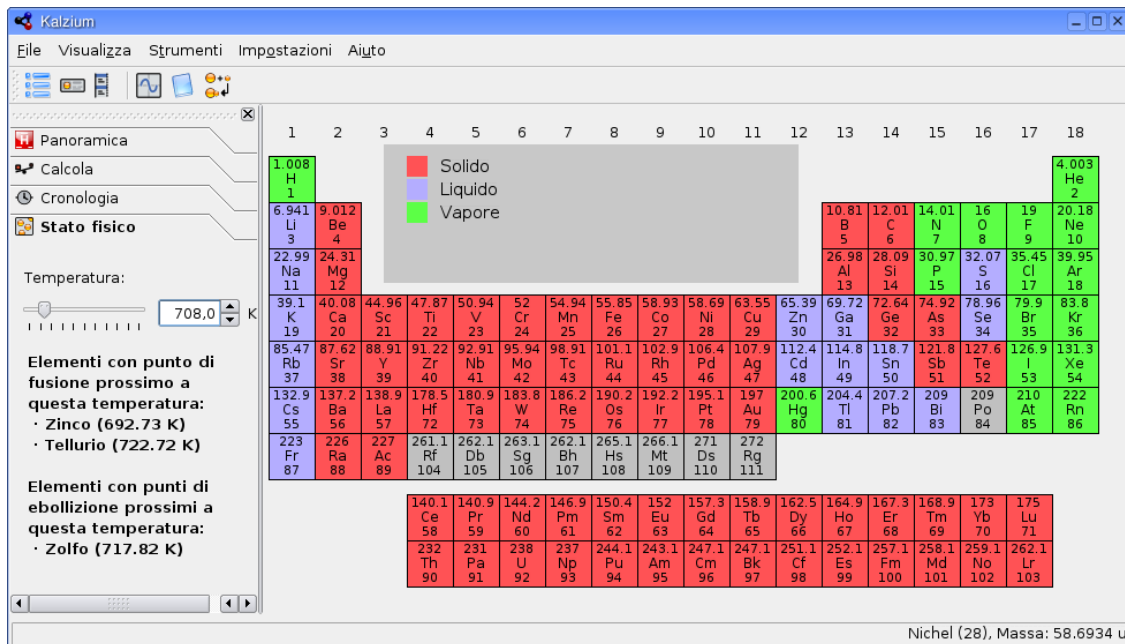 Kalzium
File Visualizza Strumenti Impostazioni Aiuto
Panoramica
Calcola
Cronologia
Stato fisico
Temperatura:
708,0 K
Elementi con punto di
fusione prossimo a
questa temperatura:
· Zinco (692.73 K)
· Tellurio (722.72 K)
Elementi con punti di
ebollizione prossimi a
questa temperatura:
· Zolfo (717.82 K)
1 2 3 4 5 6 7 8 9 10 11 12 13 14 15 16 17 18
Solido
Liquido
Vapore
1.008 4.003
H He
1 2
6.941 9.012 10.81 12.01 14.01 16 19 20.18
Li Be B C N O F Ne
3 4 5 6 7 8 9 10
22.99 24.31 26.98 28.09 30.97 32.07 35.45 39.95
Na Mg Al Si P S Cl Ar
11 12 13 14 15 16 17 18
39.1 40.08 44.96 47.87 50.94 52 54.94 55.85 58.93 58.69 63.55 65.39 69.72 72.64 74.92 78.96 79.9 83.8
K Ca Sc Ti V Cr Mn Fe Co Ni Cu Zn Ga Ge As Se Br Kr
19 20 21 22 23 24 25 26 27 28 29 30 31 32 33 34 35 36
85.47 87.62 88.91 91.22 92.91 95.94 98.91 101.1 102.9 106.4 107.9 112.4 114.8 118.7 121.8 127.6 126.9 131.3
Rb Sr Y Zr Nb Mo Tc Ru Rh Pd Ag Cd In Sn Sb Te I Xe
37 38 39 40 41 42 43 44 45 46 47 48 49 50 51 52 53 54
132.9 137.2 138.9 178.5 180.9 183.8 186.2 190.2 192.2 195.1 197 200.6 204.4 207.2 209 209 210 222
Cs Ba La Hf Ta W Re Os Ir Pt Au Hg Tl Pb Bi Po At Rn
55 56 57 72 73 74 75 76 77 78 79 80 81 82 83 84 85 86
223 226 227 261.1 262.1 263.1 262.1 265.1 266.1 271 272
Fr Ra Ac Rf Db Sg Bh Hs Mt Ds Rg
87 88 89 104 105 106 107 108 109 110 111
140.1 140.9 144.2 146.9 150.4 152 157.3 158.9 162.5 164.9 167.3 168.9 173 175
Ce Pr Nd Pm Sm Eu Gd Tb Dy Ho Er Tm Yb Lu
58 59 60 61 62 63 64 65 66 67 68 69 70 71
232 231 238 237 244.1 243.1 247.1 247.1 251.1 252.1 257.1 258.1 259.1 262.1
Th Pa U Np Pu Am Cm Bk Cf Es Fm Md No Lr
90 91 92 93 94 95 96 97 98 99 100 101 102 103
Nichel (28), Massa: 58.6934 u